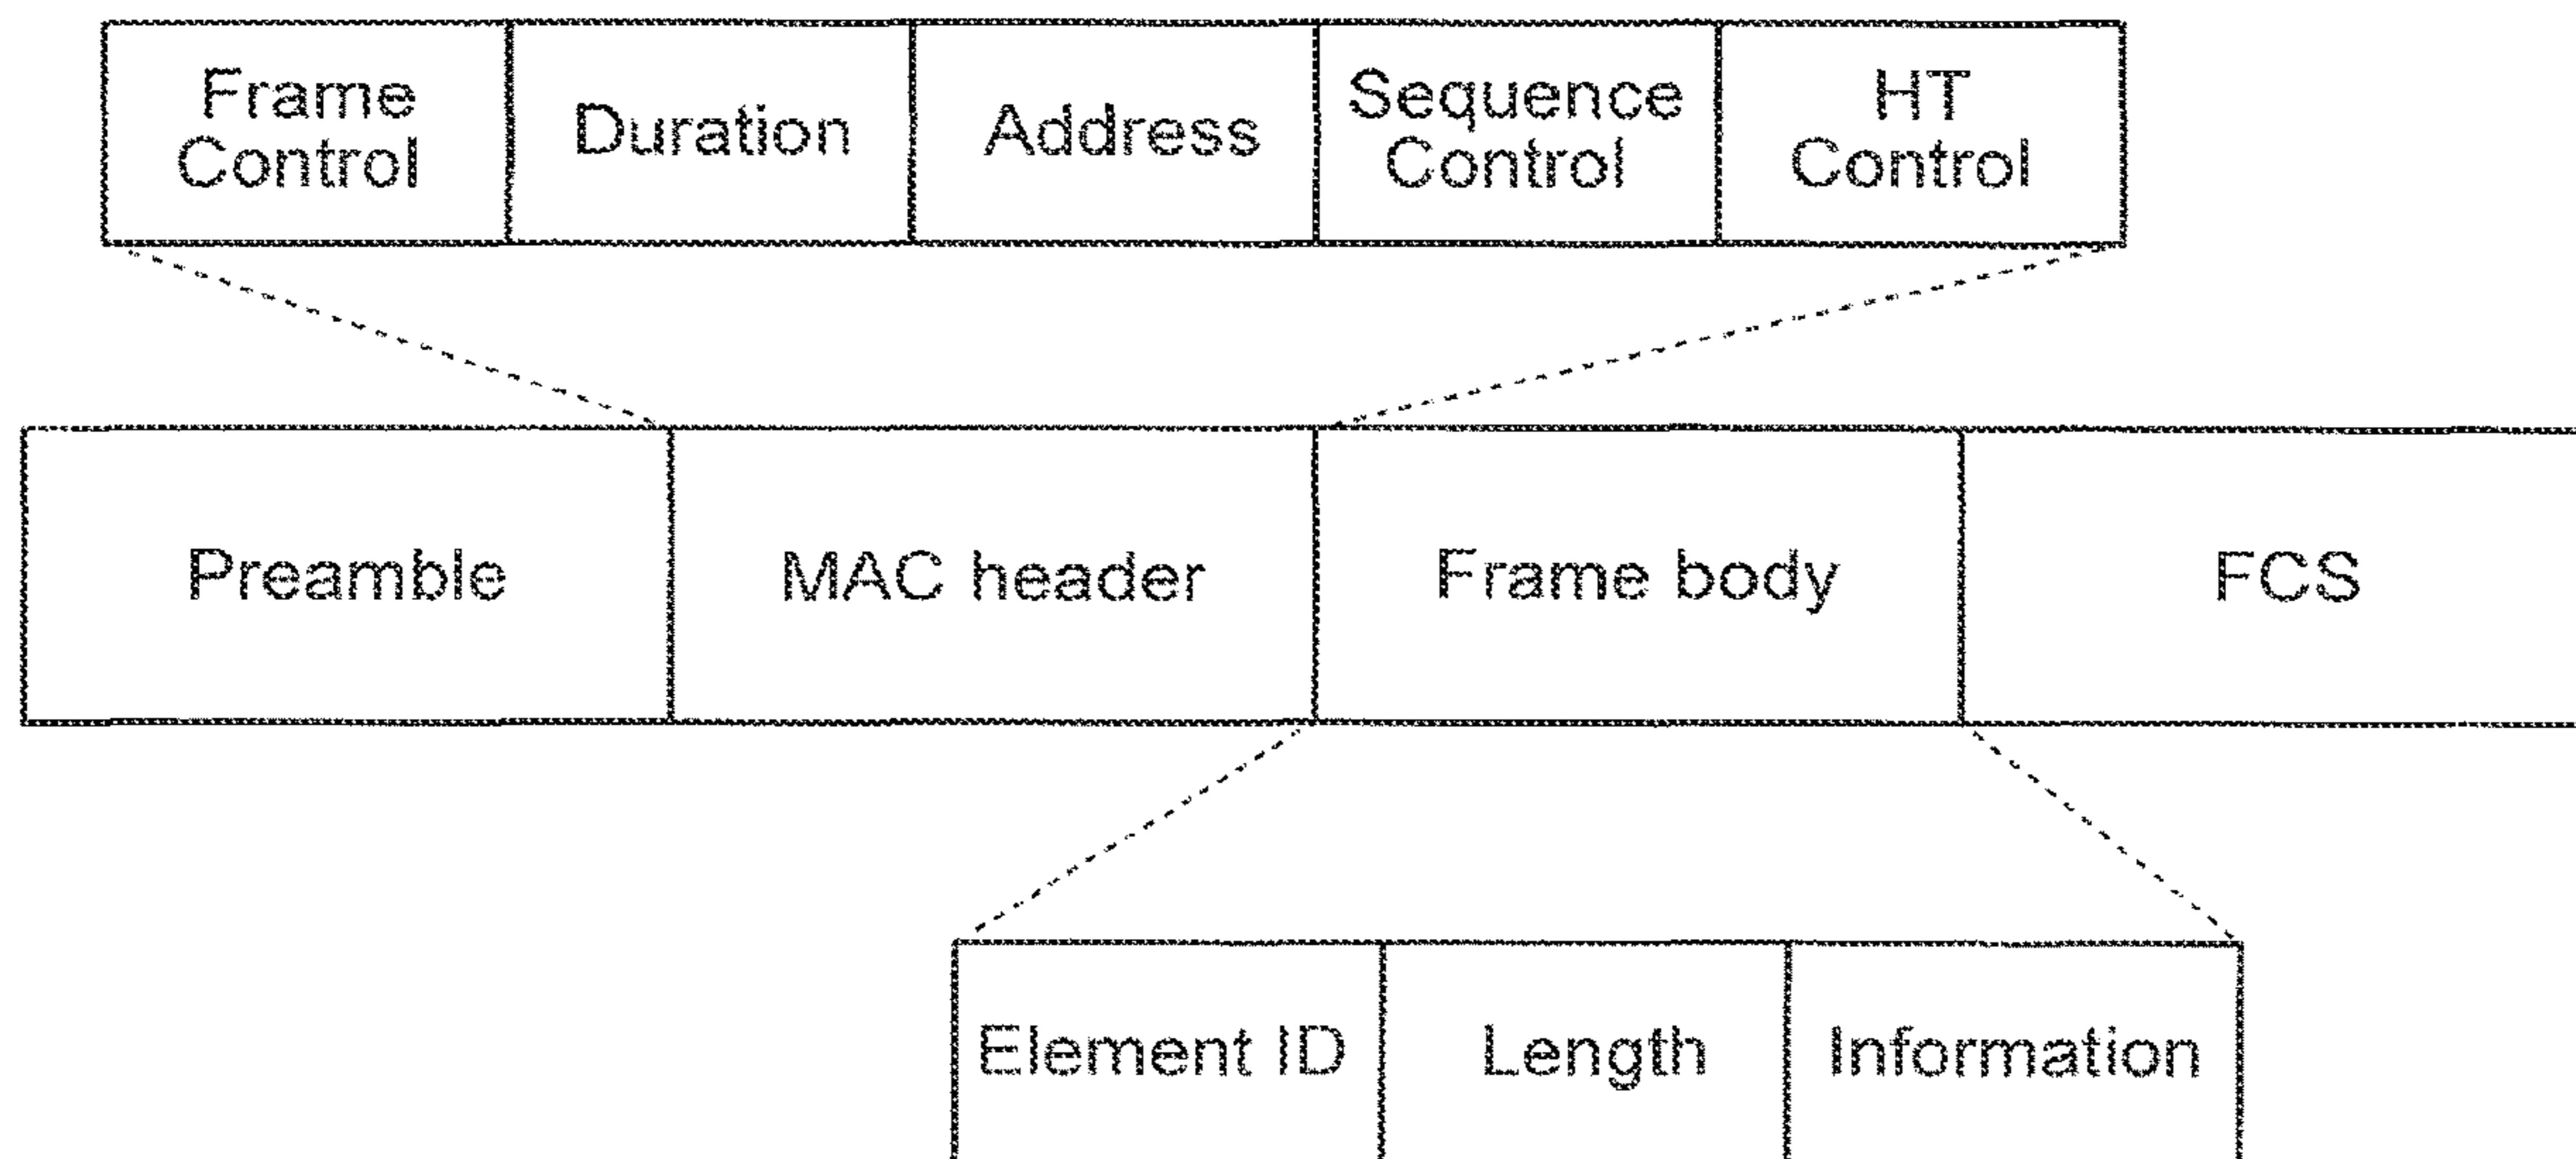 Frame
Control
Duration
Address
Sequence
Control
HT
Control
Preamble
MAC header
Frame body
FCS
Element ID
Length
Information